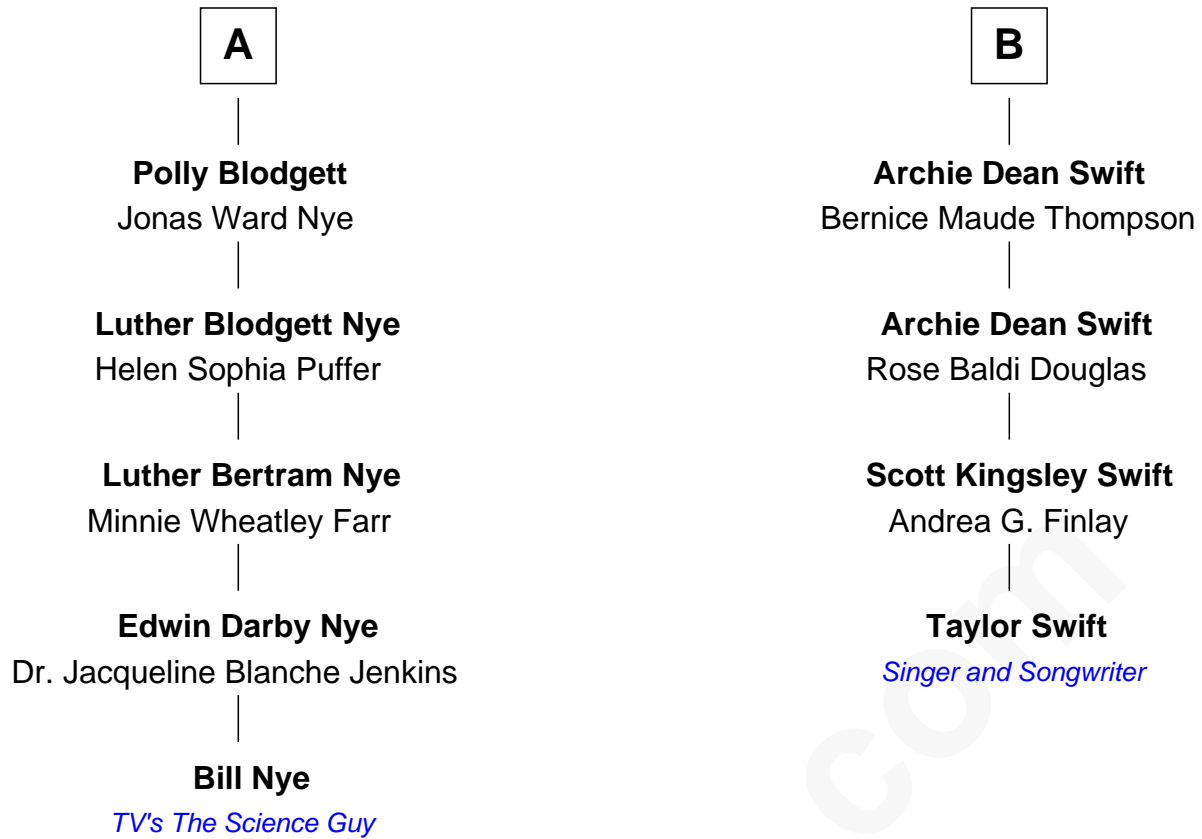 A
Polly Blodgett
Jonas Ward Nye
Luther Blodgett Nye
Helen Sophia Puffer
Luther Bertram Nye
Minnie Wheatley Farr
Edwin Darby Nye
Dr. Jacqueline Blanche Jenkins
Bill Nye
TV's The Science Guy
B
Archie Dean Swift
Bernice Maude Thompson
Archie Dean Swift
Rose Baldi Douglas
Scott Kingsley Swift
Andrea G. Finlay
Taylor Swift
Singer and Songwriter
com